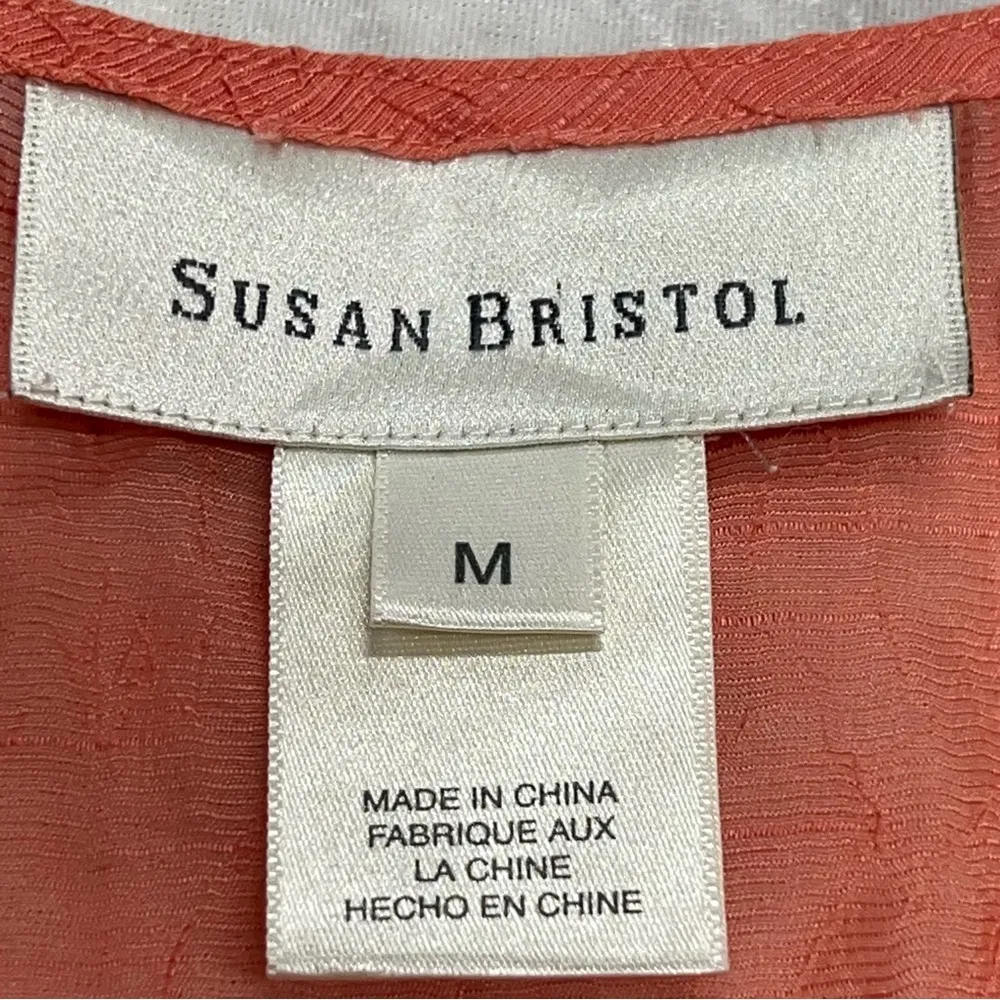 SUSAN BRISTOL
M
MADE IN CHINA
FABRIQUE AUX
LA CHINE
HECHO EN CHINE